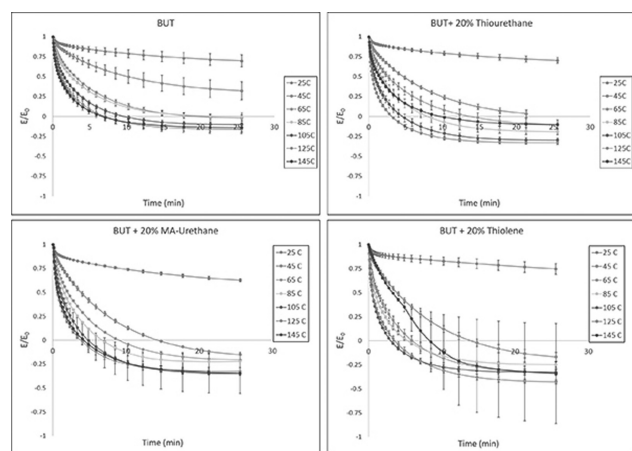 BUT
E/E0
1
0.75
0.5
0.25
0
-0.25
-0.5
-0.75
-1
0 10 20 30
Time (min)
25C
45C
65C
85C
105C
125C
145C
BUT+ 20% Thiourethane
E/E0
1
0.75
0.5
0.25
0
-0.25
-0.5
-0.75
-1
0 10 20 30
Time (min)
25C
45C
65C
85C
105C
125C
145C
BUT + 20% MA-Urethane
E/E0
1
0.75
0.5
0.25
0
-0.25
-0.5
-0.75
-1
0 10 20 30
Time (min)
25 C
45 C
65 C
85 C
105 C
125 C
145 C
BUT + 20% Thiolene
E/E0
1
0.75
0.5
0.25
0
-0.25
-0.5
-0.75
-1
0 10 20 30
Time (min)
25 C
45 C
65 C
85 C
105 C
125 C
145 C